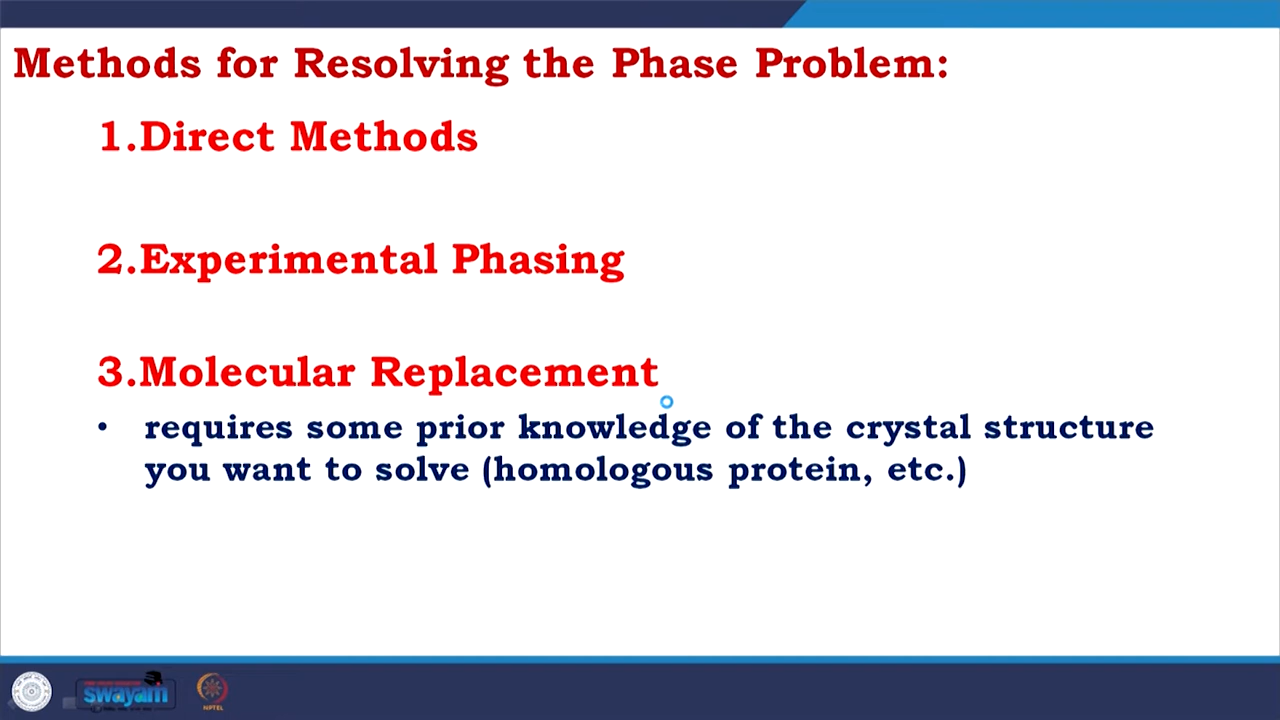 Methods for Resolving the Phase Problem:
1.Direct Methods
2.Experimental Phasing
3.Molecular Replacement
• requires some prior knowledge of the crystal structure
you want to solve (homologous protein, etc.)
swayam
NPTEL